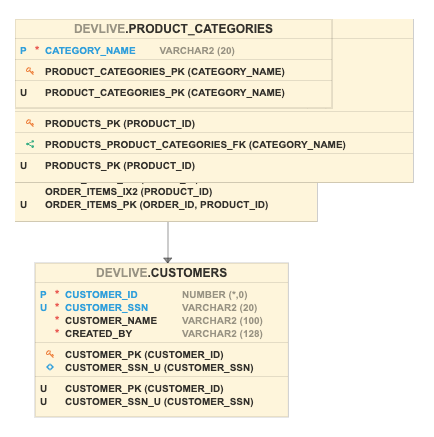 DEVLIVE.PRODUCT_CATEGORIES
P * CATEGORY_NAME VARCHAR2 (20)
PRODUCT_CATEGORIES_PK (CATEGORY_NAME)
U PRODUCT_CATEGORIES_PK (CATEGORY_NAME)
PRODUCTS_PK (PRODUCT_ID)
PRODUCTS_PRODUCT_CATEGORIES_FK (CATEGORY_NAME)
U PRODUCTS_PK (PRODUCT_ID)
ORDER_ITEMS_IX2 (PRODUCT_ID)
U ORDER_ITEMS_PK (ORDER_ID, PRODUCT_ID)
DEVLIVE.CUSTOMERS
P * CUSTOMER_ID NUMBER (*,0)
U * CUSTOMER_SSN VARCHAR2 (20)
* CUSTOMER_NAME VARCHAR2 (100)
* CREATED_BY VARCHAR2 (128)
CUSTOMER_PK (CUSTOMER_ID)
CUSTOMER_SSN_U (CUSTOMER_SSN)
U CUSTOMER_PK (CUSTOMER_ID)
U CUSTOMER_SSN_U (CUSTOMER_SSN)